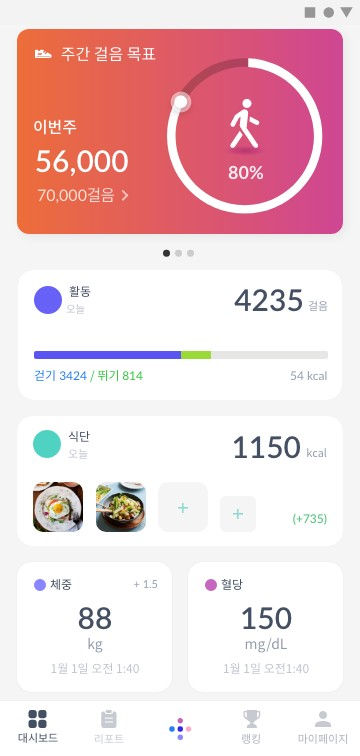 주간 걸음 목표
이번주
56,000
70,000걸음
80%
활동
오늘
4235 걸음
걷기 3424 / 뛰기 814
54 kcal
식단
오늘
1150 kcal
+
+
(+735)
체중
+ 1.5
88
kg
1월 1일 오전 1:40
혈당
150
mg/dL
1월 1일 오전1:40
대시보드
리포트
랭킹
마이페이지